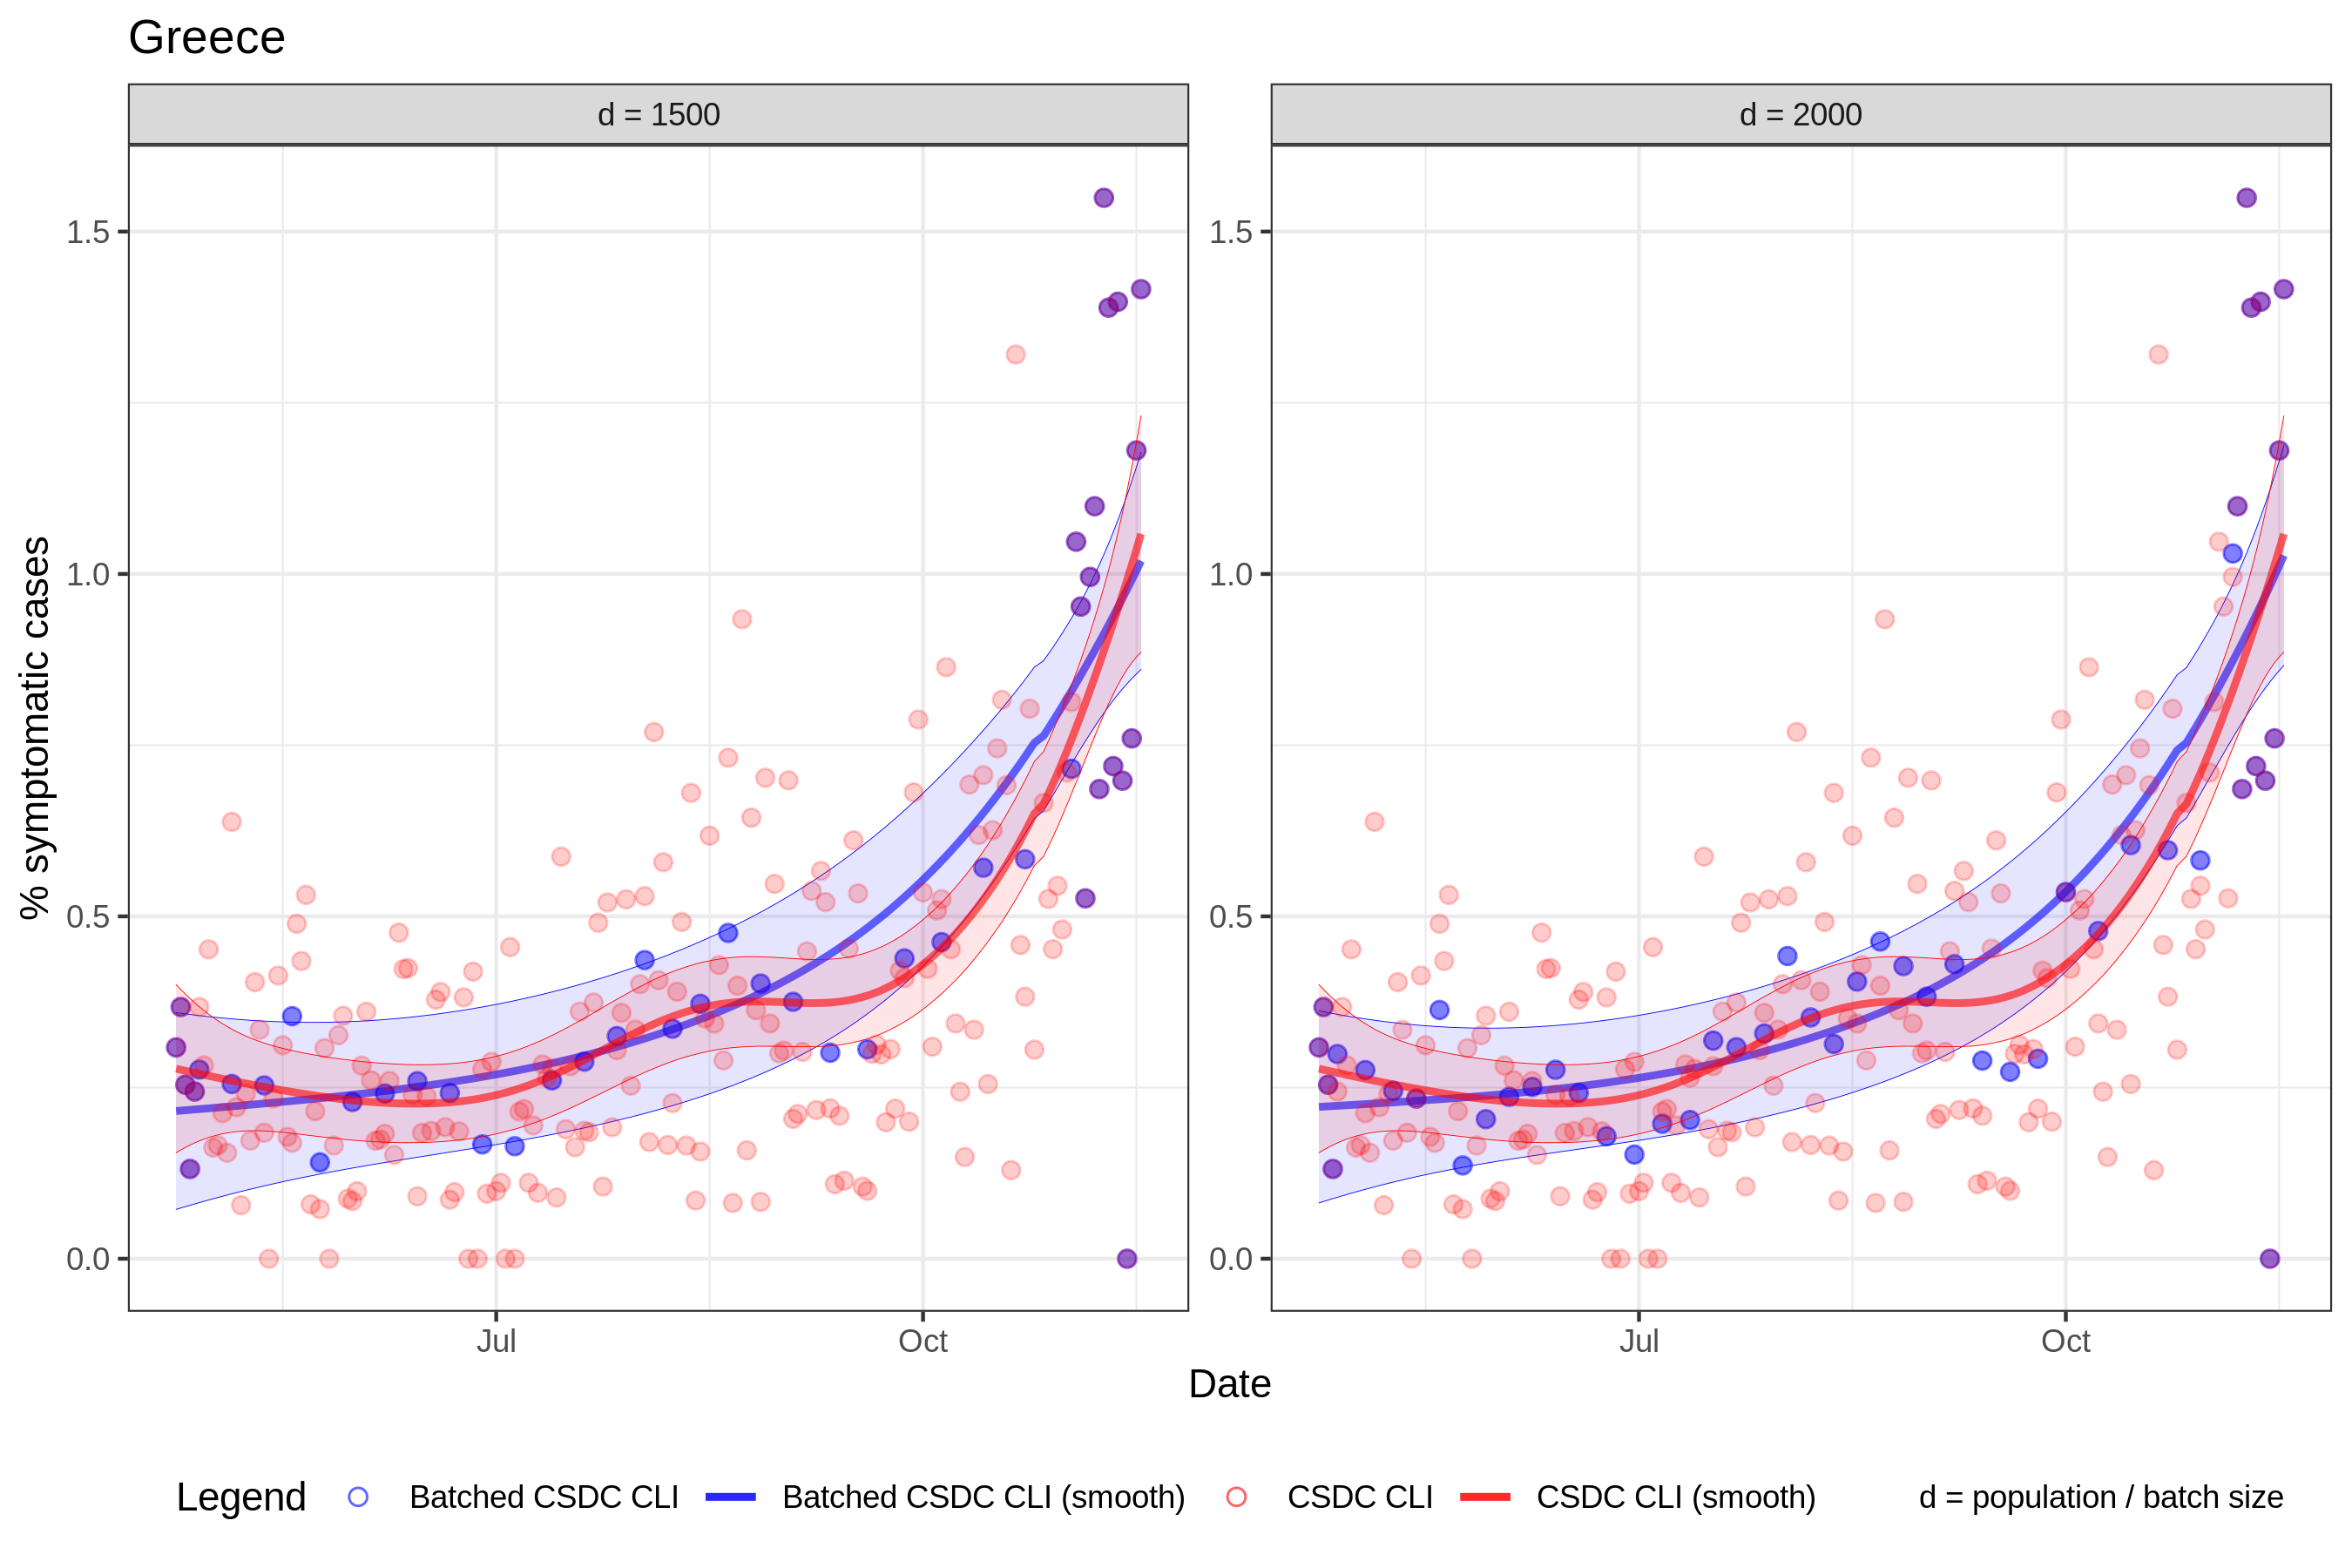 Greece
d = 1500
d = 2000
% symptomatic cases
1.5
1.0
0.5
0.0
1.5
1.0
0.5
0.0
Jul
Oct
Jul
Oct
Date
Legend
Batched CSDC CLI
Batched CSDC CLI (smooth)
CSDC CLI
CSDC CLI (smooth)
d = population / batch size